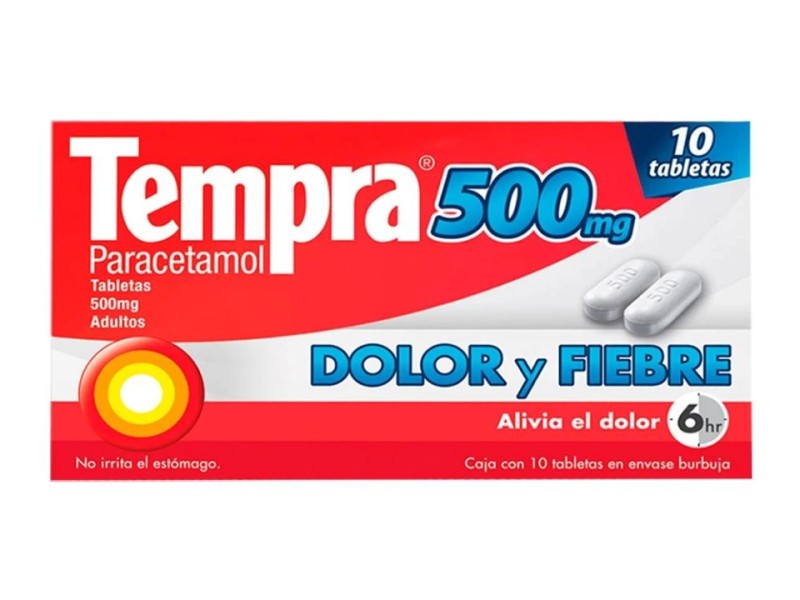 Tempra® 500mg
10 tabletas
Paracetamol
Tabletas
500mg
Adultos
500
500
DOLOR y FIEBRE
Alivia el dolor 6hr
No irrita el estómago.
Caja con 10 tabletas en envase burbuja